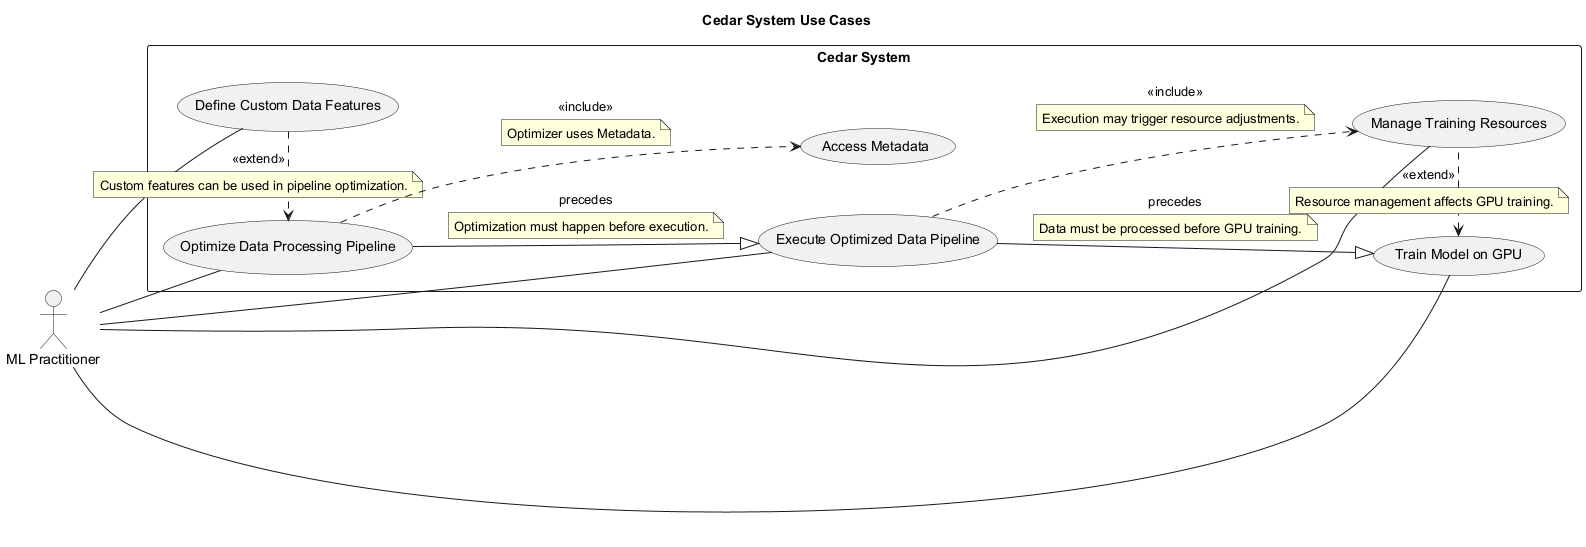 Cedar System Use Cases
Cedar System
Define Custom Data Features
«include»
Optimizer uses Metadata.
«include»
Execution may trigger resource adjustments.
Manage Training Resources
Access Metadata
«extend»
Custom features can be used in pipeline optimization.
«extend»
Resource management affects GPU training.
Optimize Data Processing Pipeline
precedes
Optimization must happen before execution.
Execute Optimized Data Pipeline
precedes
Data must be processed before GPU training.
Train Model on GPU
ML Practitioner